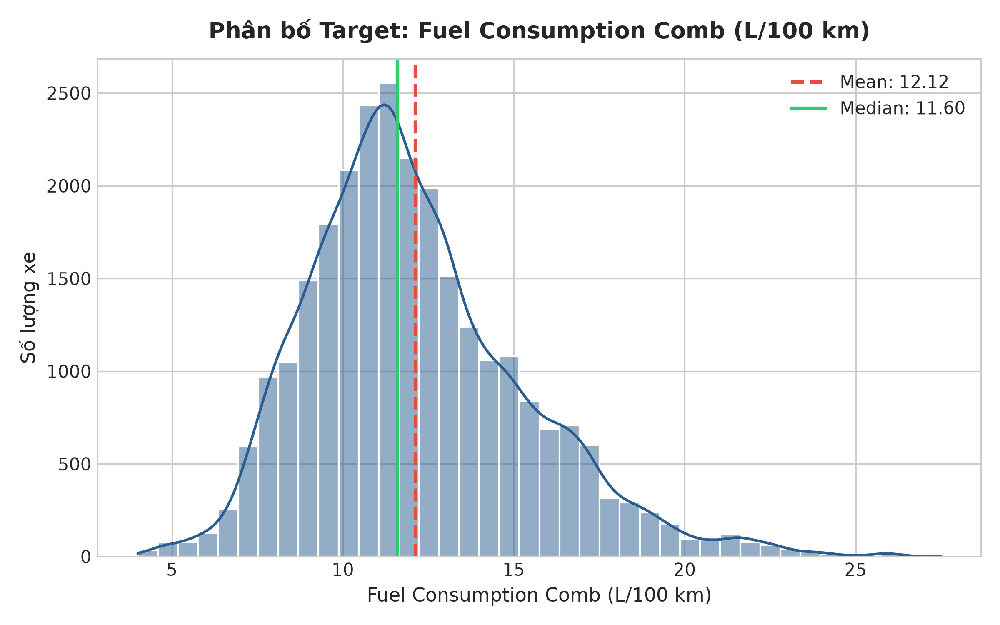 Phân bố Target: Fuel Consumption Comb (L/100 km)
Mean: 12.12
Median: 11.60
Số lượng xe
2500
2000
1500
1000
500
0
5 10 15 20 25
Fuel Consumption Comb (L/100 km)